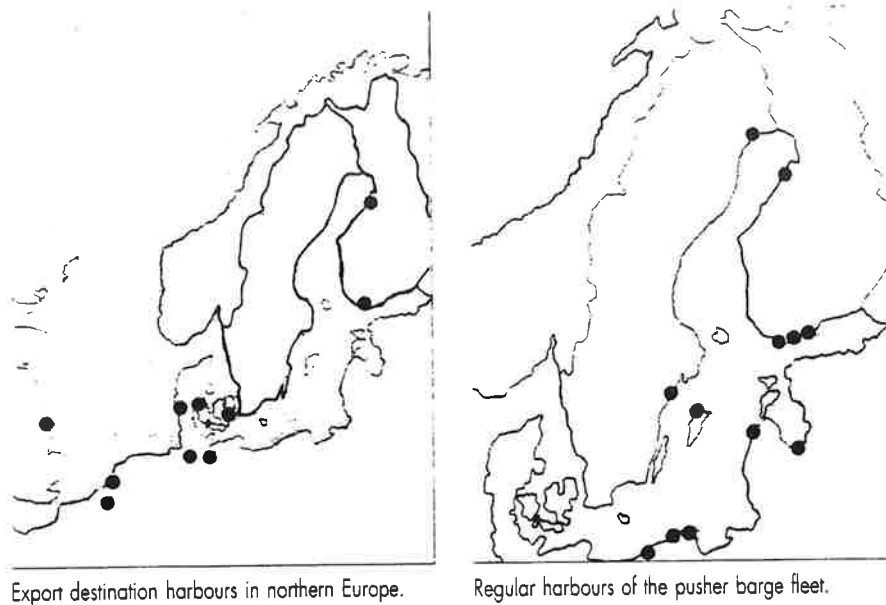 Export destination harbours in northern Europe.
Regular harbours of the pusher barge fleet.